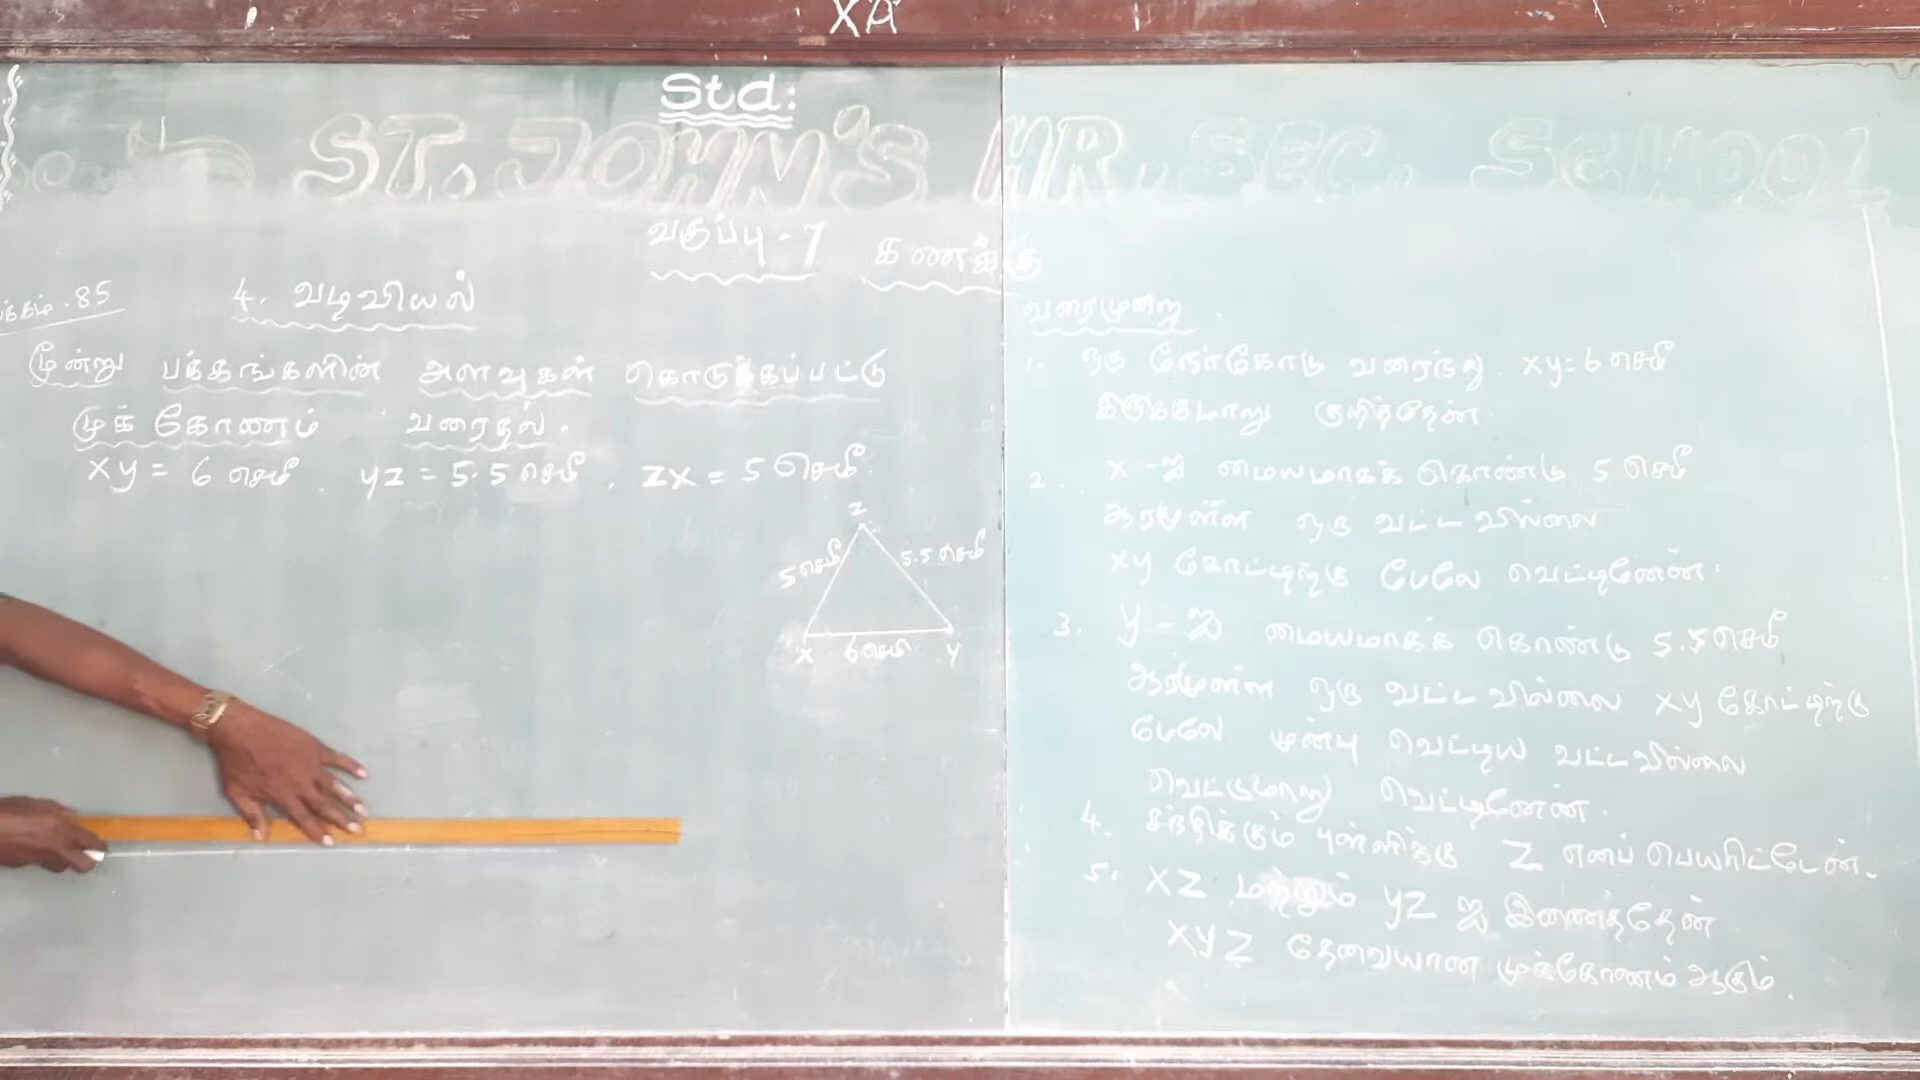 XA
Std:
ST. JOHN'S HR. SEC. SCHOOL
வகுப்பு - 7 கணக்கு
பக்கம் - 85
4. வடிவியல்
மூன்று பக்கங்களின் அளவுகள் கொடுக்கப்பட்டு
முக்கோணம் வரைதல்.
xy = 6 செமீ, yz = 5.5 செமீ, zx = 5 செமீ.
z
5 செமீ 5.5 செமீ
x 6 செமீ y
வரைமுறை
1. ஒரு நேர்கோடு வரைந்து xy = 6 செமீ
இருக்குமாறு குறித்தேன்.
2. x - ஐ மையமாகக் கொண்டு 5 செமீ
ஆரமுள்ள ஒரு வட்டவில்லை
xy கோட்டிற்கு மேலே வெட்டினேன்.
3. y - ஐ மையமாகக் கொண்டு 5.5 செமீ
ஆரமுள்ள ஒரு வட்டவில்லை xy கோட்டிற்கு
மேலே முன்பு வெட்டிய வட்டவில்லை
வெட்டுமாறு வெட்டினேன்.
4. சந்திக்கும் புள்ளிக்கு Z எனப் பெயரிட்டேன்.
5. XZ மற்றும் YZ ஐ இணைத்தேன்
XYZ தேவையான முக்கோணம் ஆகும்.